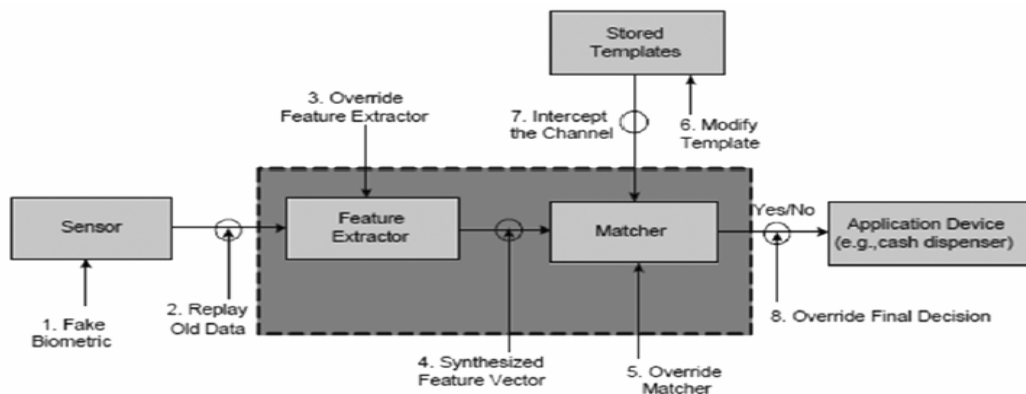 Stored
Templates
3. Override
Feature Extractor
7. Intercept
the Channel
6. Modify
Template
Sensor
Feature
Extractor
Matcher
Yes/No
Application Device
(e.g.,cash dispenser)
1. Fake
Biometric
2. Replay
Old Data
4. Synthesized
Feature Vector
5. Override
Matcher
8. Override Final Decision